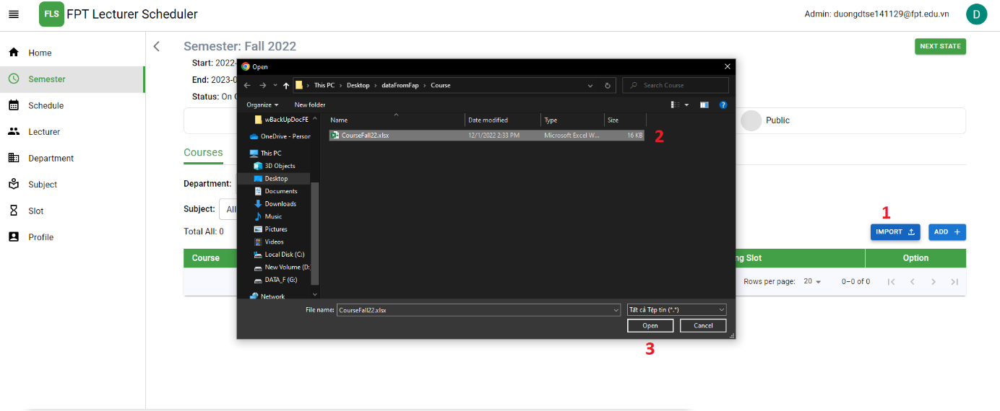 FLS FPT Lecturer Scheduler
Admin: duongdtse141129@fpt.edu.vn
D
Home
Semester
Schedule
Lecturer
Department
Subject
Slot
Profile
Semester: Fall 2022
NEXT STATE
Start: 2022-
End: 2023-0
Status: On
Public
Courses
Department:
Subject: All
Total All: 0
1
IMPORT
ADD +
Course
ng Slot
Option
Rows per page: 20
0–0 of 0
Open
This PC > Desktop > dataFromFap > Course
Search Course
Organize
New folder
wBackUpDocFE
OneDrive - Person
This PC
3D Objects
Desktop
Documents
Downloads
Music
Pictures
Videos
Local Disk (C:)
New Volume (D:
DATA_F (G:)
Network
Name
Date modified
Type
Size
CourseFall22.xlsx
12/1/2022 2:33 PM
Microsoft Excel W...
16 KB
2
File name:
CourseFall22.xlsx
Tất cả Tệp tin (*.*)
Open
Cancel
3